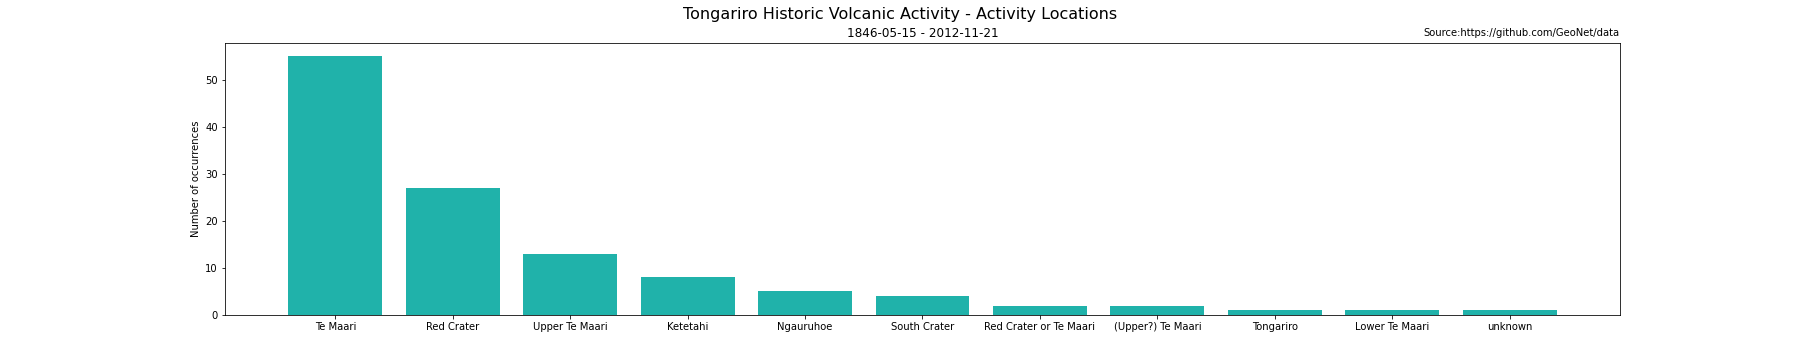 Tongariro Historic Volcanic Activity - Activity Locations
1846-05-15 - 2012-11-21
Source:https://github.com/GeoNet/data
Number of occurrences
50
40
30
20
10
0
Te Maari
Red Crater
Upper Te Maari
Ketetahi
Ngauruhoe
South Crater
Red Crater or Te Maari
(Upper?) Te Maari
Tongariro
Lower Te Maari
unknown